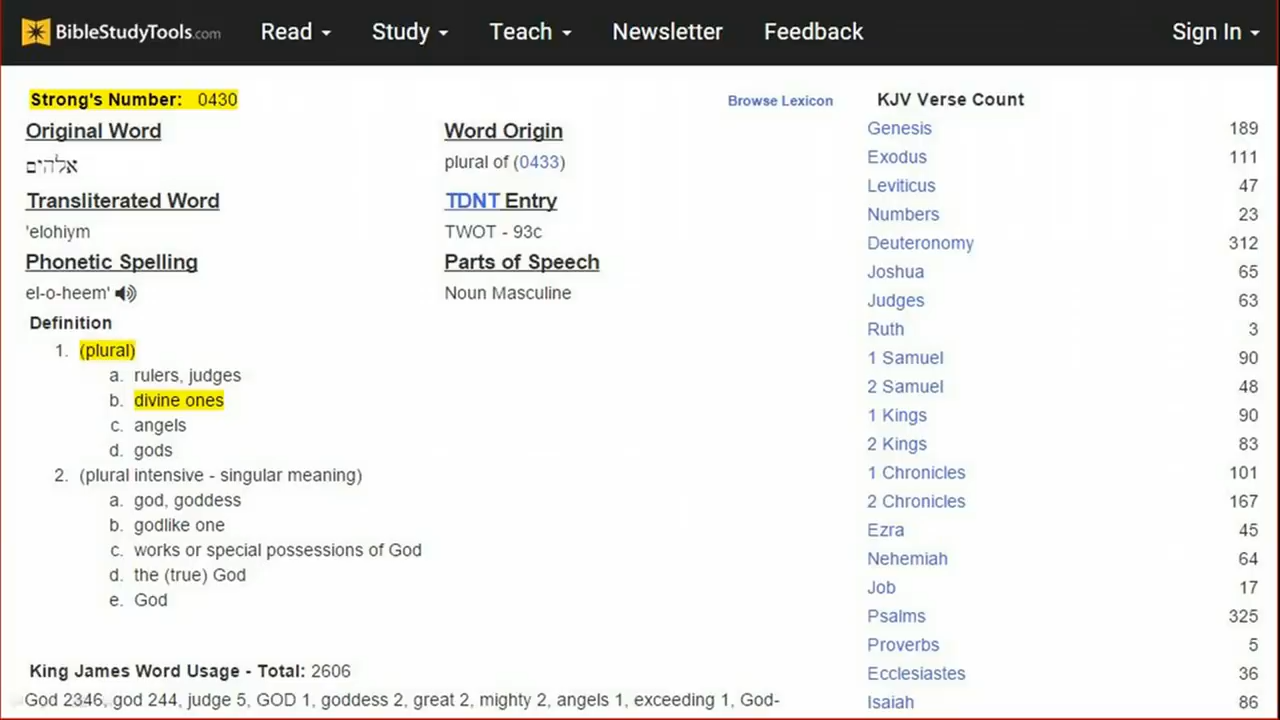 BibleStudyTools.com Read Study Teach Newsletter Feedback Sign In
Strong's Number: 0430
Browse Lexicon
Original Word
אלהים
Word Origin
plural of (0433)
Transliterated Word
'elohiym
TDNT Entry
TWOT - 93c
Phonetic Spelling
el-o-heem'
Parts of Speech
Noun Masculine
Definition
1. (plural)
a. rulers, judges
b. divine ones
c. angels
d. gods
2. (plural intensive - singular meaning)
a. god, goddess
b. godlike one
c. works or special possessions of God
d. the (true) God
e. God
King James Word Usage - Total: 2606
God 2346, god 244, judge 5, GOD 1, goddess 2, great 2, mighty 2, angels 1, exceeding 1, God-
KJV Verse Count
Genesis 189
Exodus 111
Leviticus 47
Numbers 23
Deuteronomy 312
Joshua 65
Judges 63
Ruth 3
1 Samuel 90
2 Samuel 48
1 Kings 90
2 Kings 83
1 Chronicles 101
2 Chronicles 167
Ezra 45
Nehemiah 64
Job 17
Psalms 325
Proverbs 5
Ecclesiastes 36
Isaiah 86